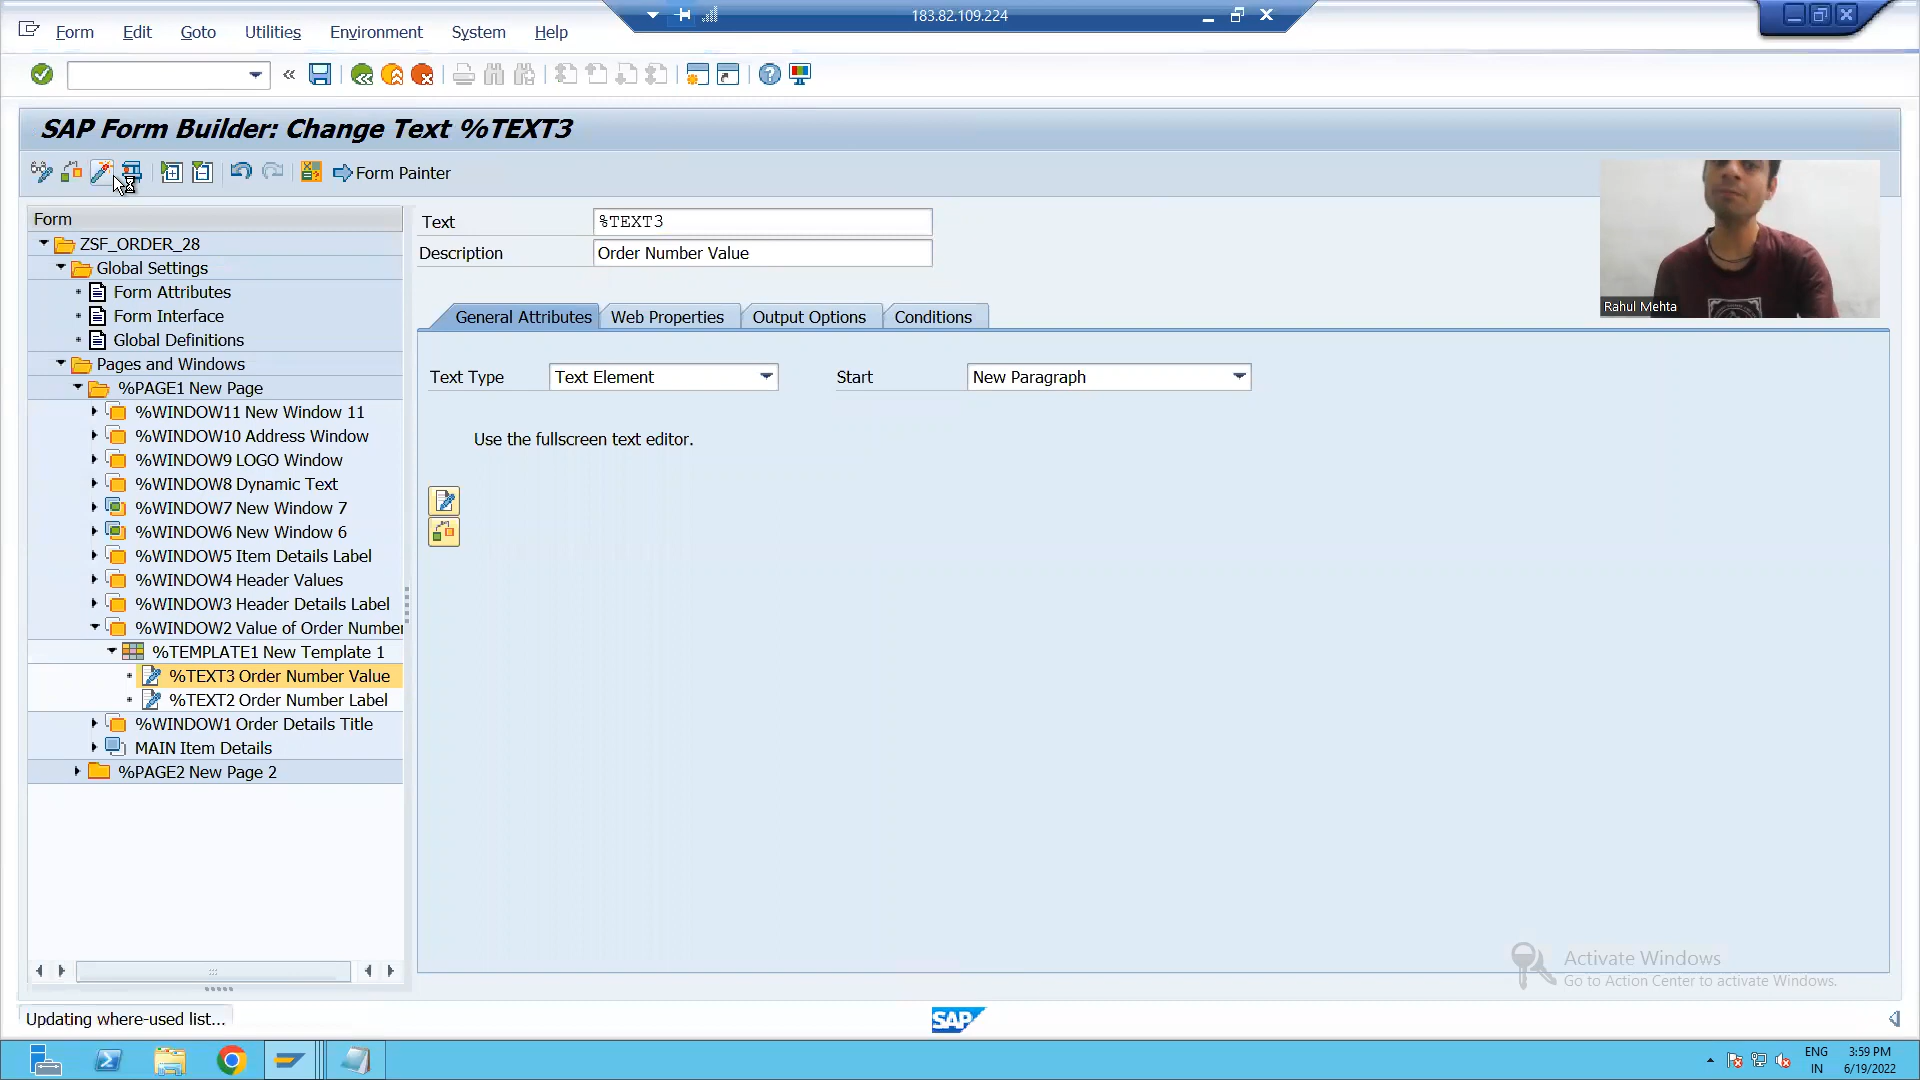 183.82.109.224
Form Edit Goto Utilities Environment System Help
SAP Form Builder: Change Text %TEXT3
Form Painter
Form
ZSF_ORDER_28
Global Settings
Form Attributes
Form Interface
Global Definitions
Pages and Windows
%PAGE1 New Page
%WINDOW11 New Window 11
%WINDOW10 Address Window
%WINDOW9 LOGO Window
%WINDOW8 Dynamic Text
%WINDOW7 New Window 7
%WINDOW6 New Window 6
%WINDOW5 Item Details Label
%WINDOW4 Header Values
%WINDOW3 Header Details Label
%WINDOW2 Value of Order Number
%TEMPLATE1 New Template 1
%TEXT3 Order Number Value
%TEXT2 Order Number Label
%WINDOW1 Order Details Title
MAIN Item Details
%PAGE2 New Page 2
Text %TEXT3
Description Order Number Value
General Attributes Web Properties Output Options Conditions
Text Type Text Element Start New Paragraph
Use the fullscreen text editor.
Rahul Mehta
Activate Windows
Go to Action Center to activate Windows.
Updating where-used list...
SAP
ENG
IN
3:59 PM
6/19/2022